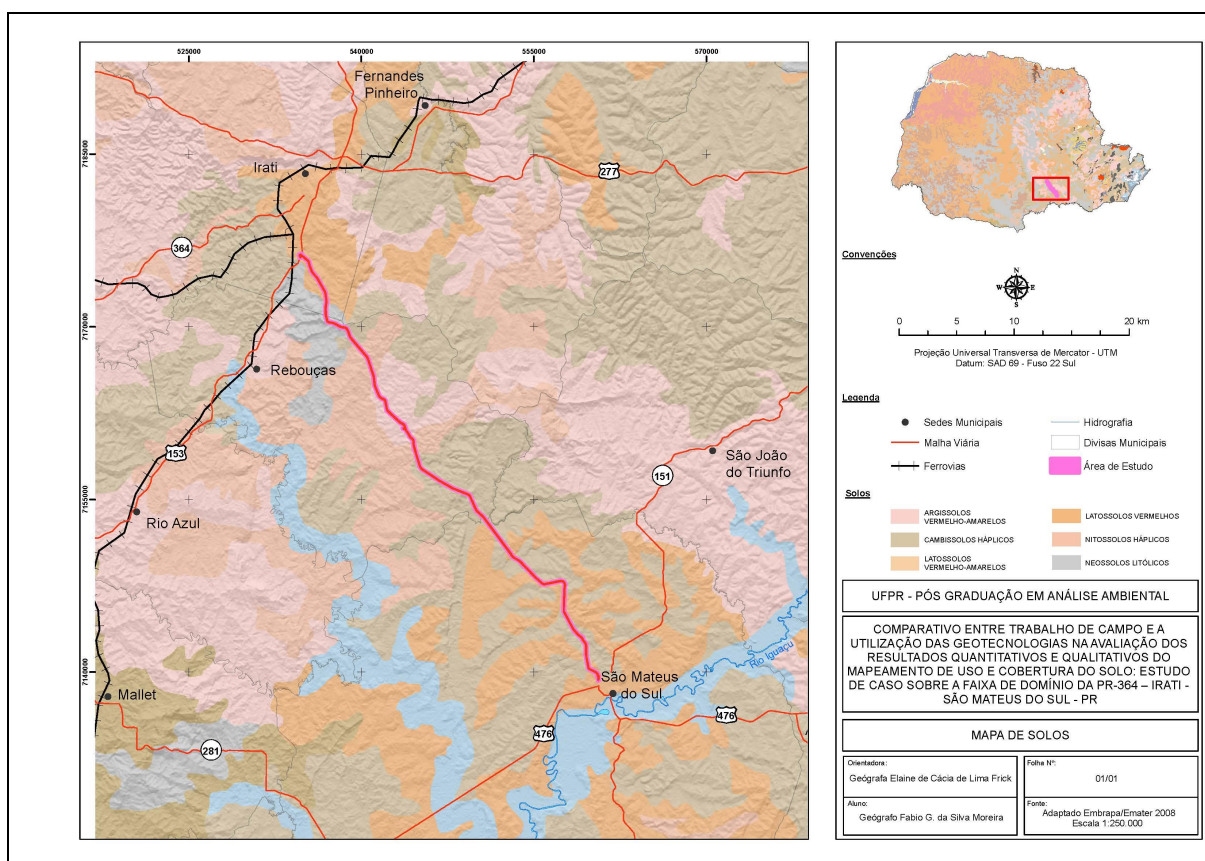 525000
540000
555000
570000
Fernandes
Pinheiro
7185000
Irati
277
364
7170000
Rebouças
153
São João
do Triunfo
151
7155000
Rio Azul
Rio Iguaçú
7140000
São Mateus
do Sul
Mallet
476
476
281
Convenções
N
W E
S
0 5 10 20 km
Projeção Universal Transversa de Mercator - UTM
Datum: SAD 69 - Fuso 22 Sul
Legenda
Sedes Municipais
Hidrografia
Malha Viária
Divisas Municipais
Ferrovias
Área de Estudo
Solos
ARGISSOLOS
VERMELHO-AMARELOS
LATOSSOLOS VERMELHOS
CAMBISSOLOS HÁPLICOS
NITOSSOLOS HÁPLICOS
LATOSSOLOS
VERMELHO-AMARELOS
NEOSSOLOS LITÓLICOS
UFPR - PÓS GRADUAÇÃO EM ANÁLISE AMBIENTAL
COMPARATIVO ENTRE TRABALHO DE CAMPO E A
UTILIZAÇÃO DAS GEOTECNOLOGIAS NA AVALIAÇÃO DOS
RESULTADOS QUANTITATIVOS E QUALITATIVOS DO
MAPEAMENTO DE USO E COBERTURA DO SOLO: ESTUDO
DE CASO SOBRE A FAIXA DE DOMÍNIO DA PR-364 – IRATI -
SÃO MATEUS DO SUL - PR
MAPA DE SOLOS
Orientadora:
Geógrafa Elaine de Cácia de Lima Frick
Folha Nº:
01/01
Aluno:
Geógrafo Fabio G. da Silva Moreira
Fonte:
Adaptado Embrapa/Emater 2008
Escala 1:250.000